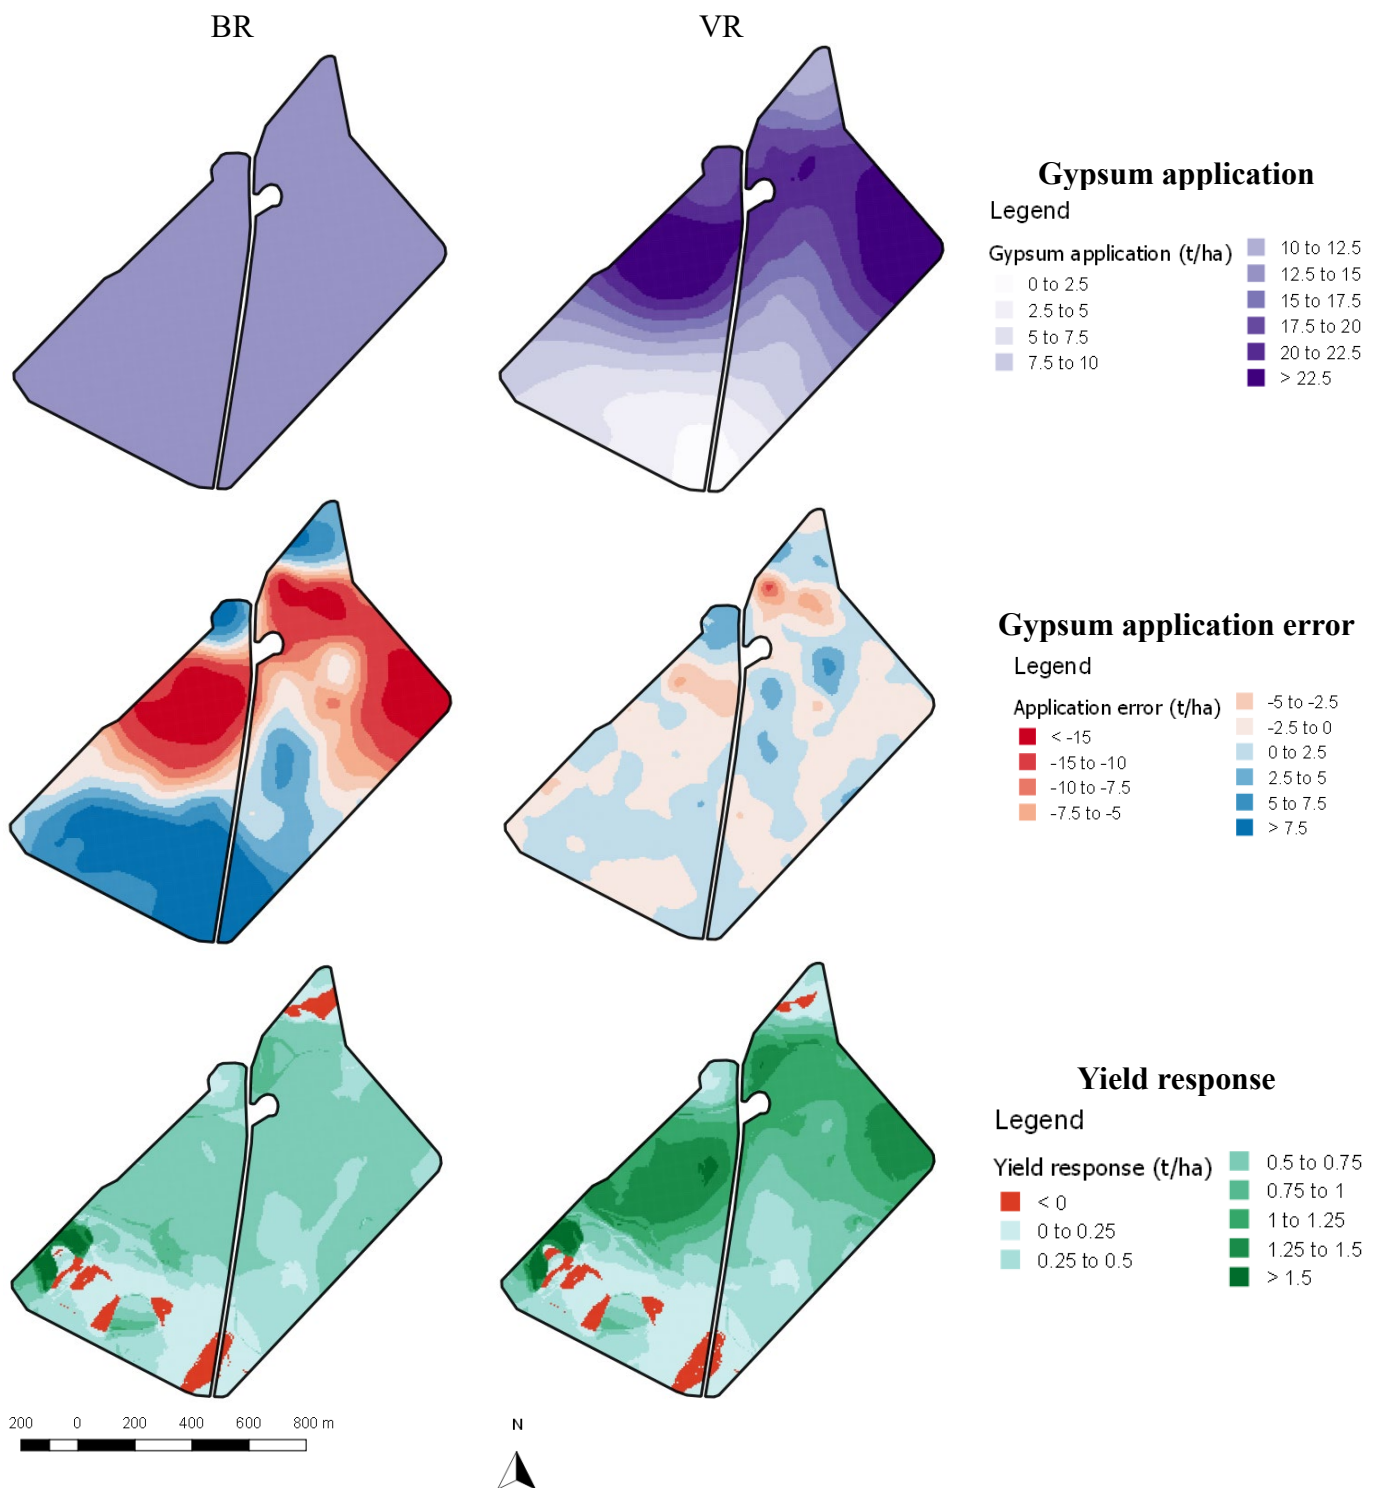 BR VR
Gypsum application
Legend
Gypsum application (t/ha)
0 to 2.5
2.5 to 5
5 to 7.5
7.5 to 10
10 to 12.5
12.5 to 15
15 to 17.5
17.5 to 20
20 to 22.5
> 22.5
Gypsum application error
Legend
Application error (t/ha)
< -15
-15 to -10
-10 to -7.5
-7.5 to -5
-5 to -2.5
-2.5 to 0
0 to 2.5
2.5 to 5
5 to 7.5
> 7.5
Yield response
Legend
Yield response (t/ha)
< 0
0 to 0.25
0.25 to 0.5
0.5 to 0.75
0.75 to 1
1 to 1.25
1.25 to 1.5
> 1.5
200 0 200 400 600 800 m
N